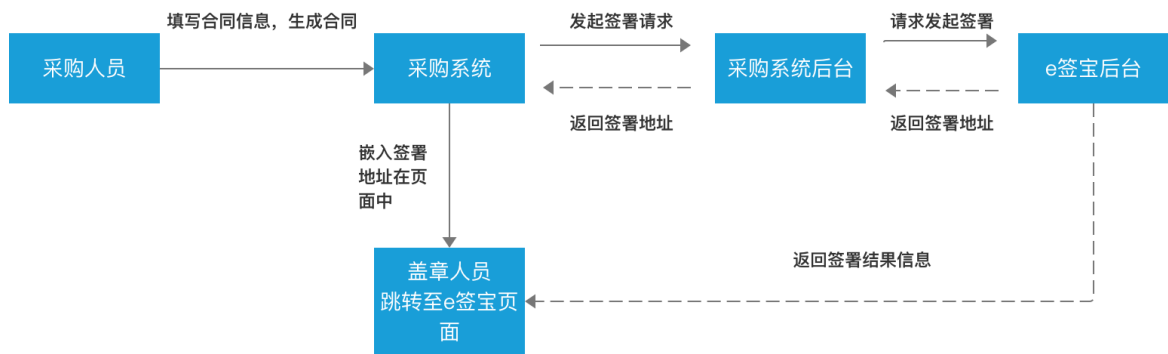 填写合同信息，生成合同
发起签署请求
请求发起签署
采购人员
采购系统
采购系统后台
e签宝后台
返回签署地址
返回签署地址
嵌入签署
地址在页
面中
返回签署结果信息
盖章人员
跳转至e签宝页
面